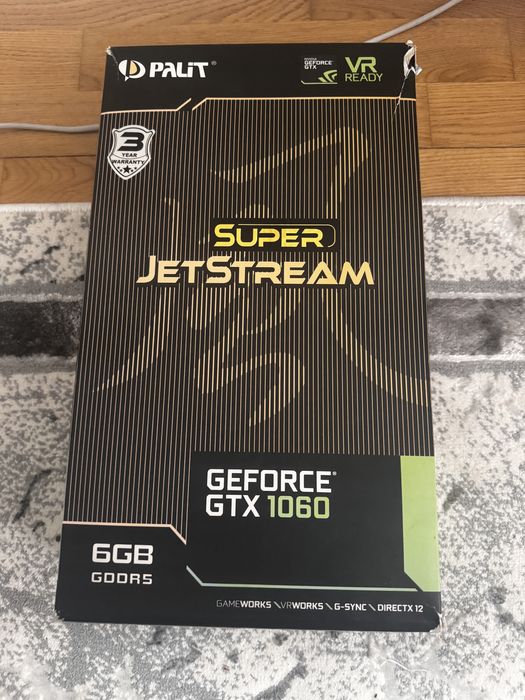 PALiT®
GEFORCE
GTX
VR
READY
3
YEAR
WARRANTY
SUPER
JETSTREAM
GEFORCE®
GTX 1060
6GB
GDDR5
GAMEWORKS \ VRWORKS \ G-SYNC \ DIRECTX 12